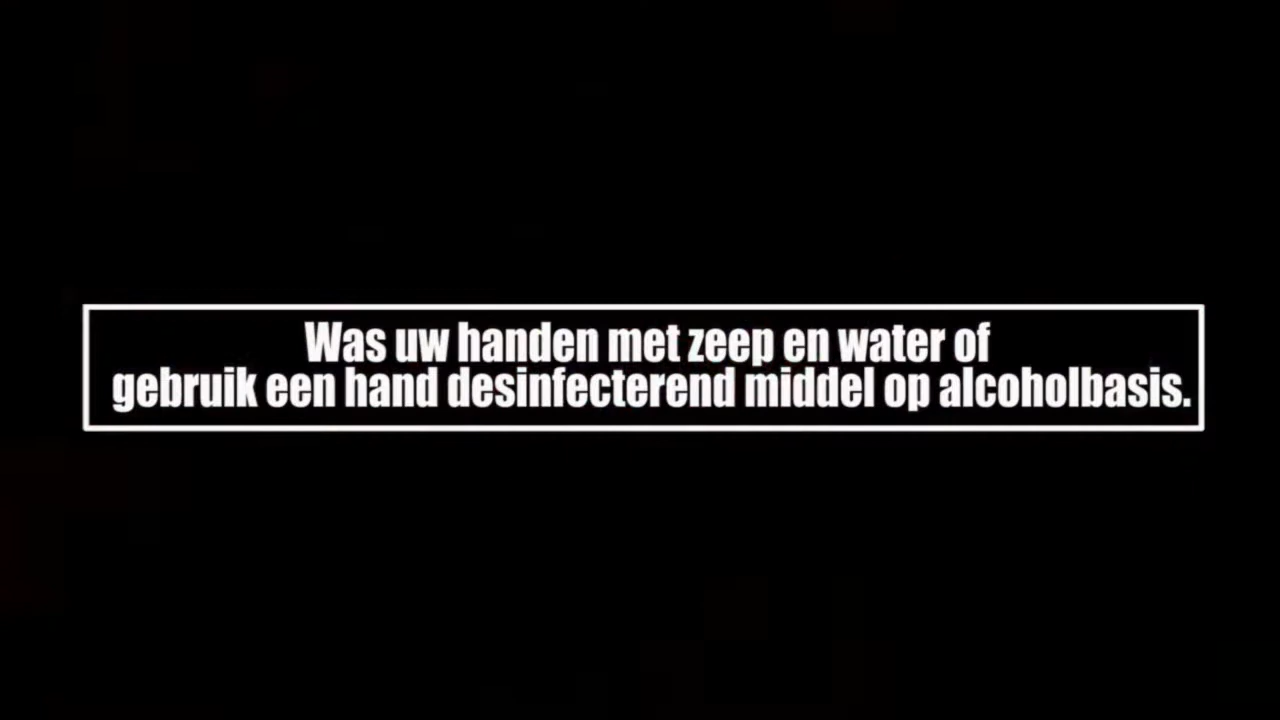 Was uw handen met zeep en water of
gebruik een hand desinfecterend middel op alcoholbasis.